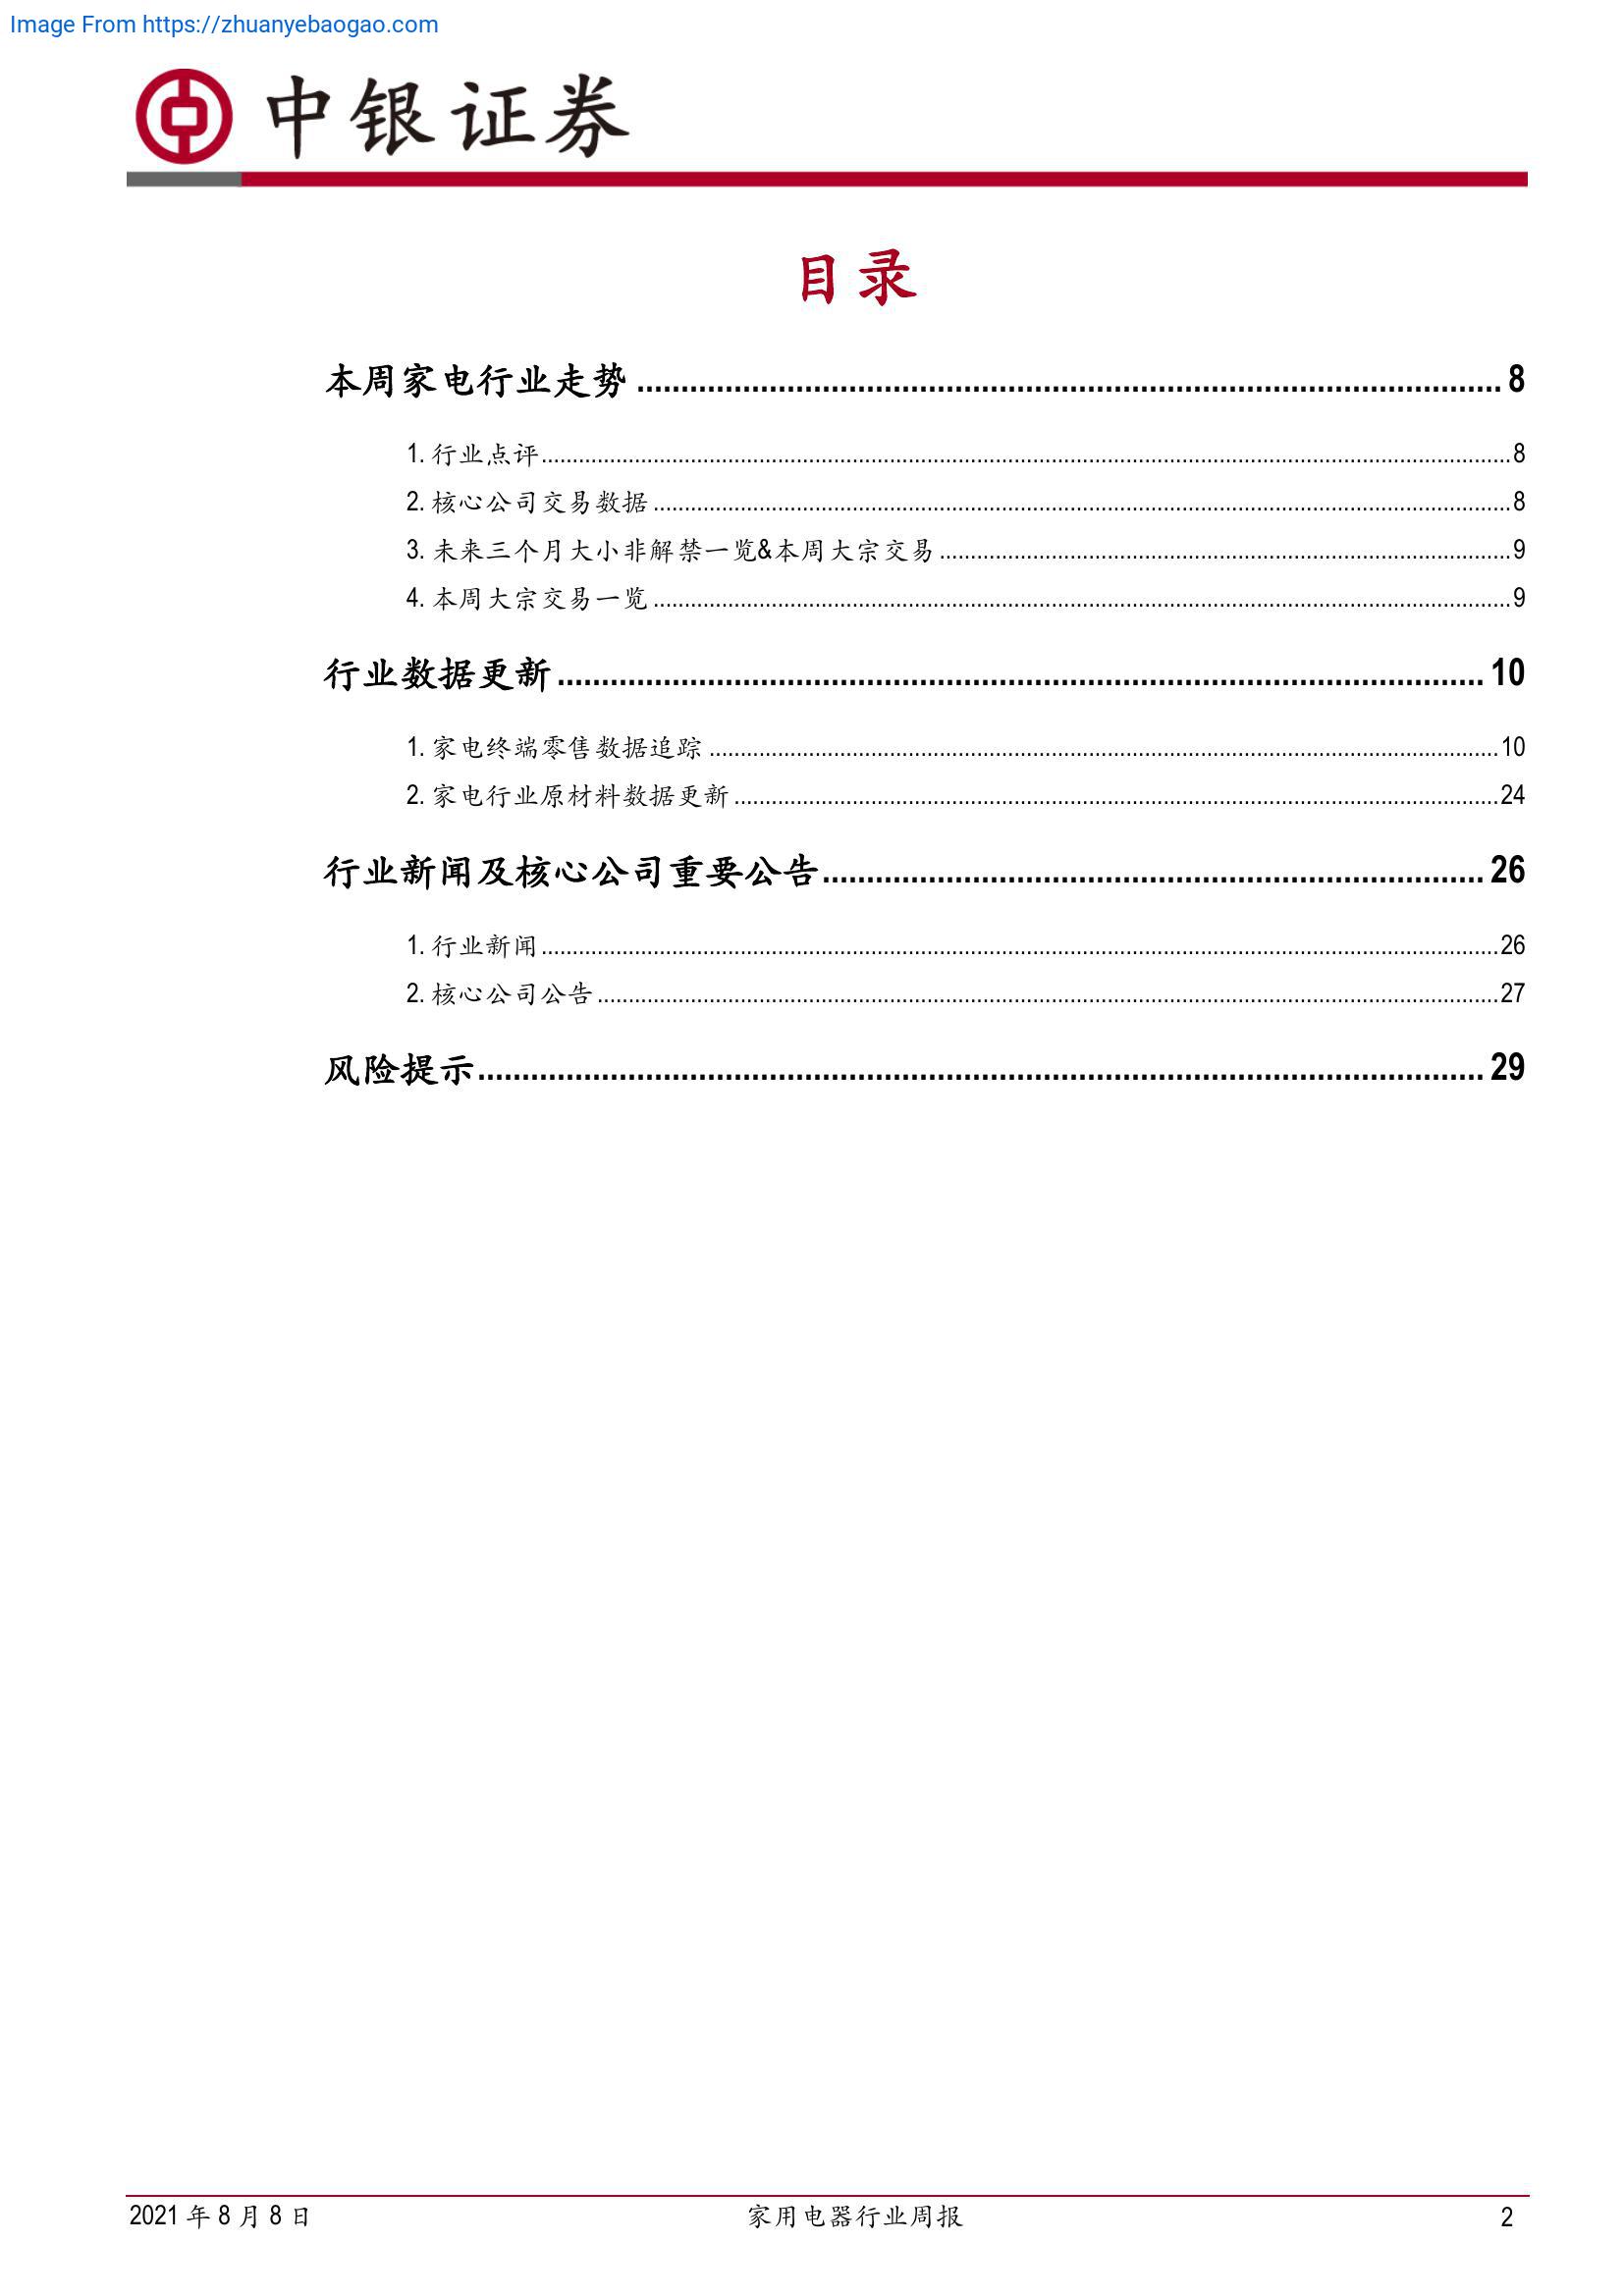 Image From https://zhuanyebaogao.com
中银证券
目录
本周家电行业走势 ........ 8
1. 行业点评 ........ 8
2. 核心公司交易数据 ........ 8
3. 未来三个月大小非解禁一览&本周大宗交易 ........ 9
4. 本周大宗交易一览 ........ 9
行业数据更新 ........ 10
1. 家电终端零售数据追踪 ........ 10
2. 家电行业原材料数据更新 ........ 24
行业新闻及核心公司重要公告 ........ 26
1. 行业新闻 ........ 26
2. 核心公司公告 ........ 27
风险提示 ........ 29
2021 年 8 月 8 日 家用电器行业周报 2